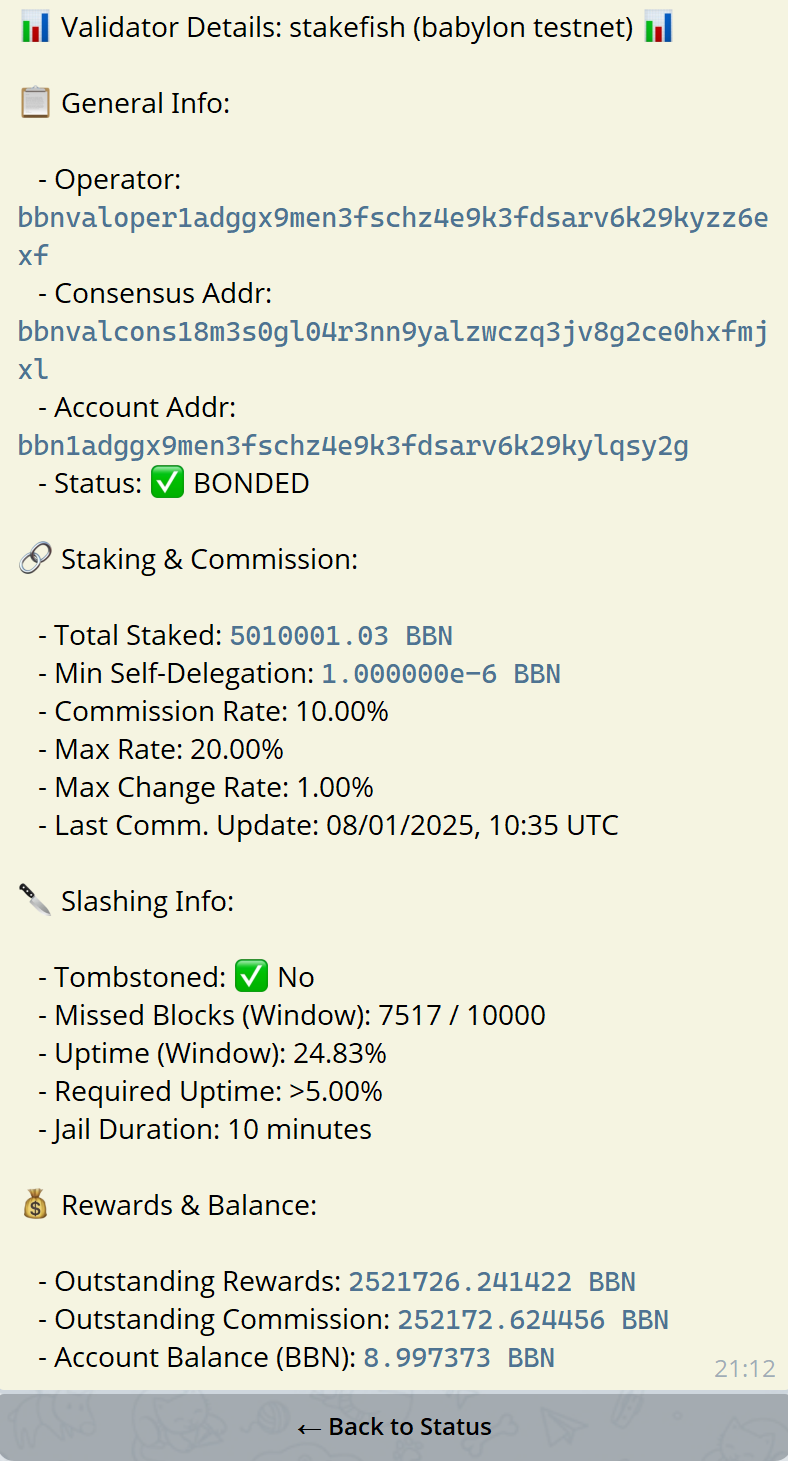 📊 Validator Details: stakefish (babylon testnet) 📊
📋 General Info:
- Operator:
bbnvaloper1adggx9men3fschz4e9k3fdsarv6k29kyzz6e
xf
- Consensus Addr:
bbnvalcons18m3s0gl04r3nn9yalzwczq3jv8g2ce0hxfmj
xl
- Account Addr:
bbn1adggx9men3fschz4e9k3fdsarv6k29kylqsy2g
- Status: ✅ BONDED
🔗 Staking & Commission:
- Total Staked: 5010001.03 BBN
- Min Self-Delegation: 1.000000e-6 BBN
- Commission Rate: 10.00%
- Max Rate: 20.00%
- Max Change Rate: 1.00%
- Last Comm. Update: 08/01/2025, 10:35 UTC
🔪 Slashing Info:
- Tombstoned: ✅ No
- Missed Blocks (Window): 7517 / 10000
- Uptime (Window): 24.83%
- Required Uptime: >5.00%
- Jail Duration: 10 minutes
💰 Rewards & Balance:
- Outstanding Rewards: 2521726.241422 BBN
- Outstanding Commission: 252172.624456 BBN
- Account Balance (BBN): 8.997373 BBN
21:12
← Back to Status